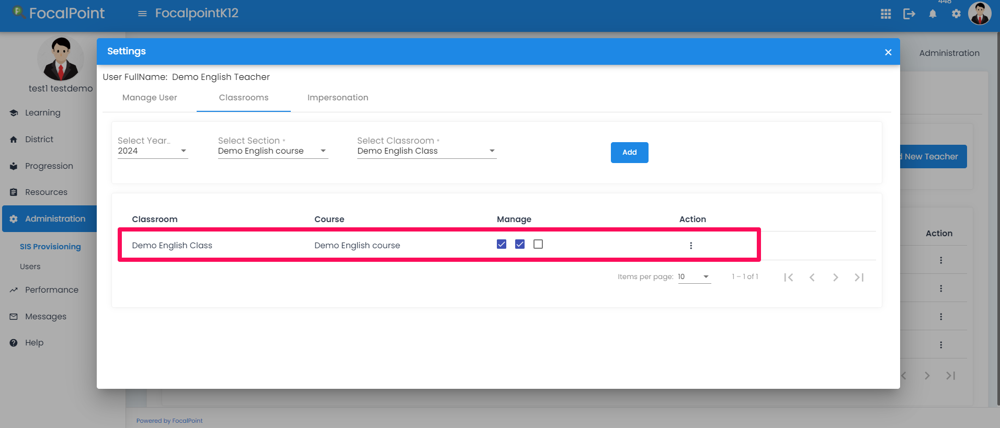 FocalPoint
FocalpointK12
448
test1 testdemo
Learning
District
Progression
Resources
Administration
SIS Provisioning
Users
Performance
Messages
Help
Administration
Settings
User FullName: Demo English Teacher
Manage User
Classrooms
Impersonation
Select Year...
2024
Select Section *
Demo English course
Select Classroom *
Demo English Class
Add
d New Teacher
Classroom
Course
Manage
Action
Demo English Class
Demo English course
Items per page: 10
1 – 1 of 1
Action
Powered by FocalPoint